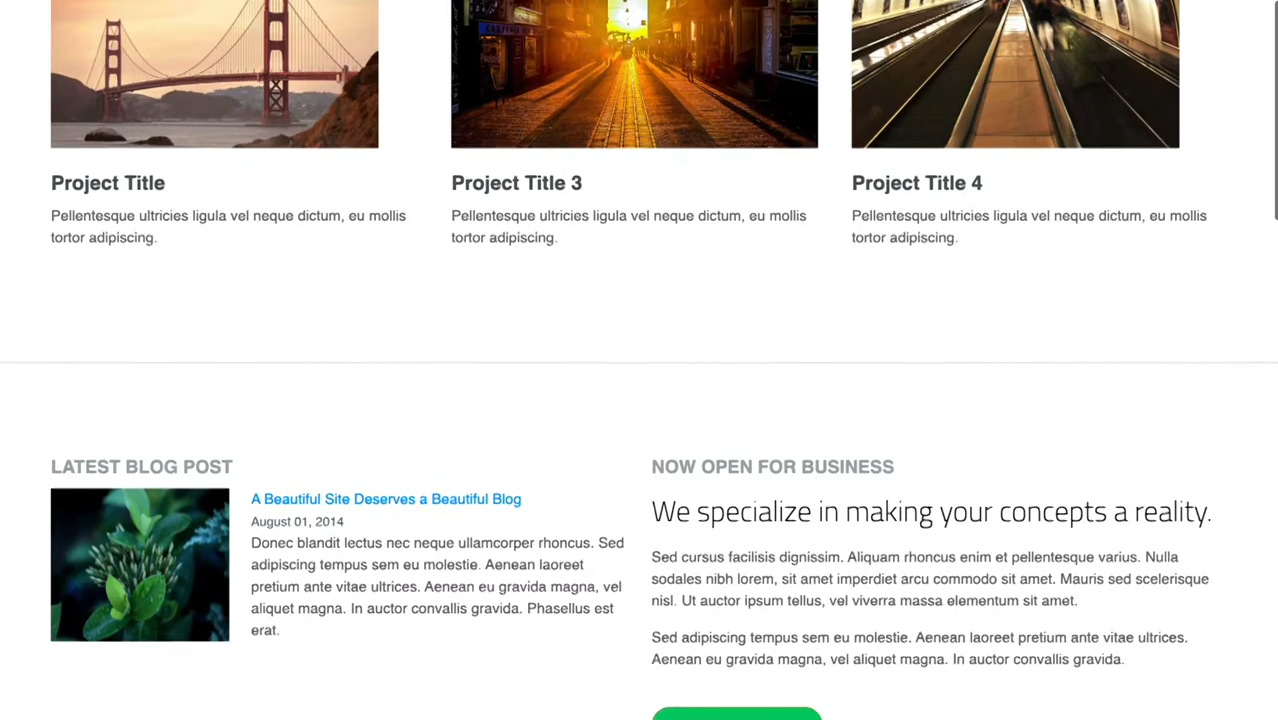 Project Title
Pellentesque ultricies ligula vel neque dictum, eu mollis
tortor adipiscing.
Project Title 3
Pellentesque ultricies ligula vel neque dictum, eu mollis
tortor adipiscing.
Project Title 4
Pellentesque ultricies ligula vel neque dictum, eu mollis
tortor adipiscing.
LATEST BLOG POST
A Beautiful Site Deserves a Beautiful Blog
August 01, 2014
Donec blandit lectus nec neque ullamcorper rhoncus. Sed
adipiscing tempus sem eu molestie. Aenean laoreet
pretium ante vitae ultrices. Aenean eu gravida magna, vel
aliquet magna. In auctor convallis gravida. Phasellus est
erat.
NOW OPEN FOR BUSINESS
We specialize in making your concepts a reality.
Sed cursus facilisis dignissim. Aliquam rhoncus enim et pellentesque varius. Nulla
sodales nibh lorem, sit amet imperdiet arcu commodo sit amet. Mauris sed scelerisque
nisl. Ut auctor ipsum tellus, vel viverra massa elementum sit amet.
Sed adipiscing tempus sem eu molestie. Aenean laoreet pretium ante vitae ultrices.
Aenean eu gravida magna, vel aliquet magna. In auctor convallis gravida.